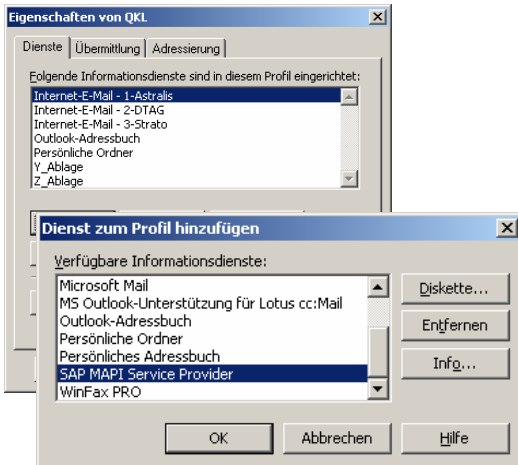 Eigenschaften von QKL
Dienste Übermittlung Adressierung
Folgende Informationsdienste sind in diesem Profil eingerichtet:
Internet-E-Mail - 1-Astralis
Internet-E-Mail - 2-DTAG
Internet-E-Mail - 3-Strato
Outlook-Adressbuch
Persönliche Ordner
Y_Ablage
Z_Ablage
Dienst zum Profil hinzufügen
Verfügbare Informationsdienste:
Microsoft Mail
MS Outlook-Unterstützung für Lotus cc:Mail
Outlook-Adressbuch
Persönliche Ordner
Persönliches Adressbuch
SAP MAPI Service Provider
WinFax PRO
Diskette...
Entfernen
Info...
OK Abbrechen Hilfe